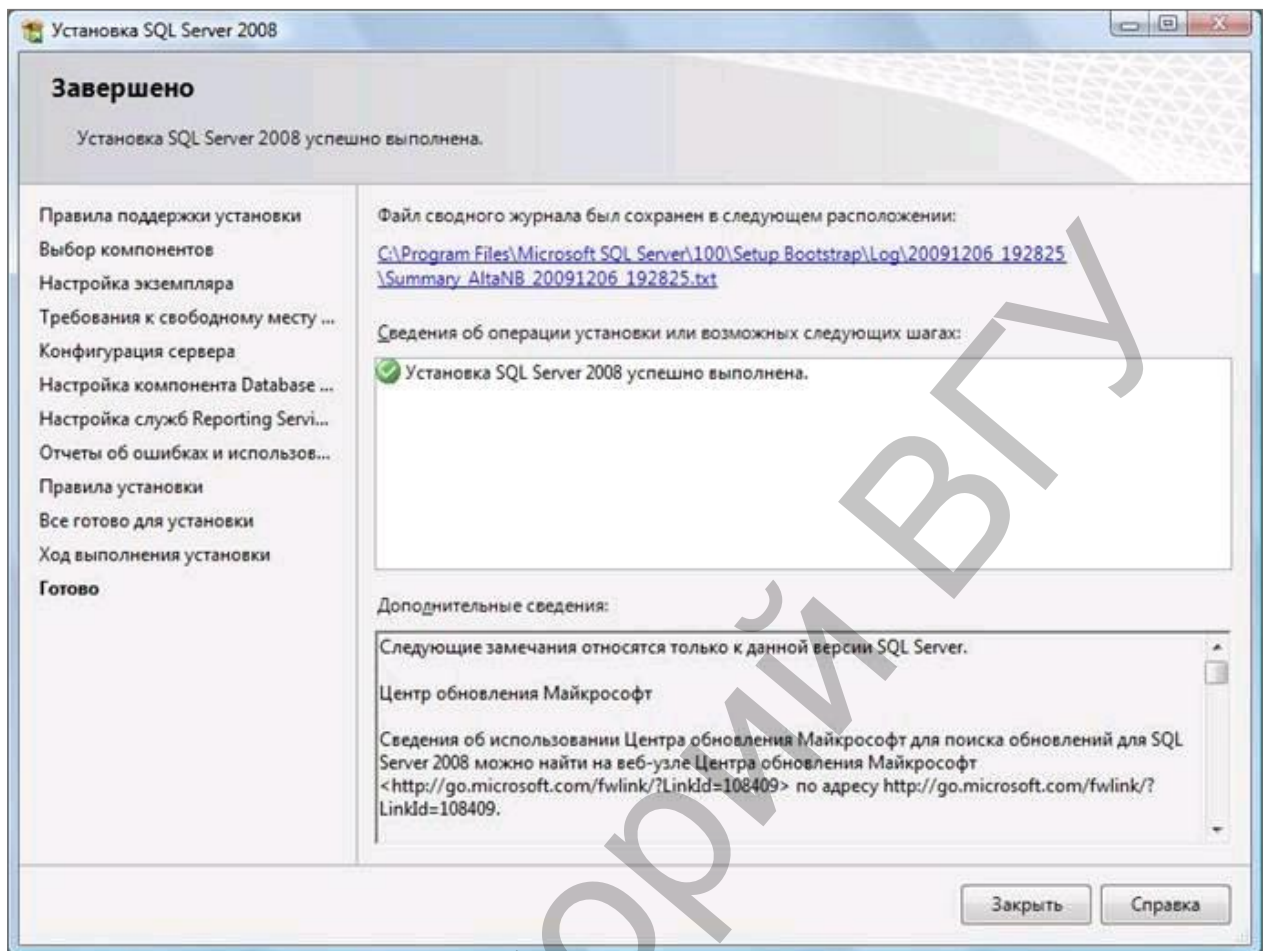 Установка SQL Server 2008
Завершено
Установка SQL Server 2008 успешно выполнена.
Правила поддержки установки
Выбор компонентов
Настройка экземпляра
Требования к свободному месту ...
Конфигурация сервера
Настройка компонента Database ...
Настройка служб Reporting Servi...
Отчеты об ошибках и использов...
Правила установки
Все готово для установки
Ход выполнения установки
Готово
Файл сводного журнала был сохранен в следующем расположении:
C:\Program Files\Microsoft SQL Server\100\Setup Bootstrap\Log\20091206_192825
\Summary_AltaNB_20091206_192825.txt
Сведения об операции установки или возможных следующих шагах:
Установка SQL Server 2008 успешно выполнена.
Дополнительные сведения:
Следующие замечания относятся только к данной версии SQL Server.
Центр обновления Майкрософт
Сведения об использовании Центра обновления Майкрософт для поиска обновлений для SQL
Server 2008 можно найти на веб-узле Центра обновления Майкрософт
<http://go.microsoft.com/fwlink/?LinkId=108409> по адресу http://go.microsoft.com/fwlink/?
LinkId=108409.
Закрыть
Справка
орий ВГУ